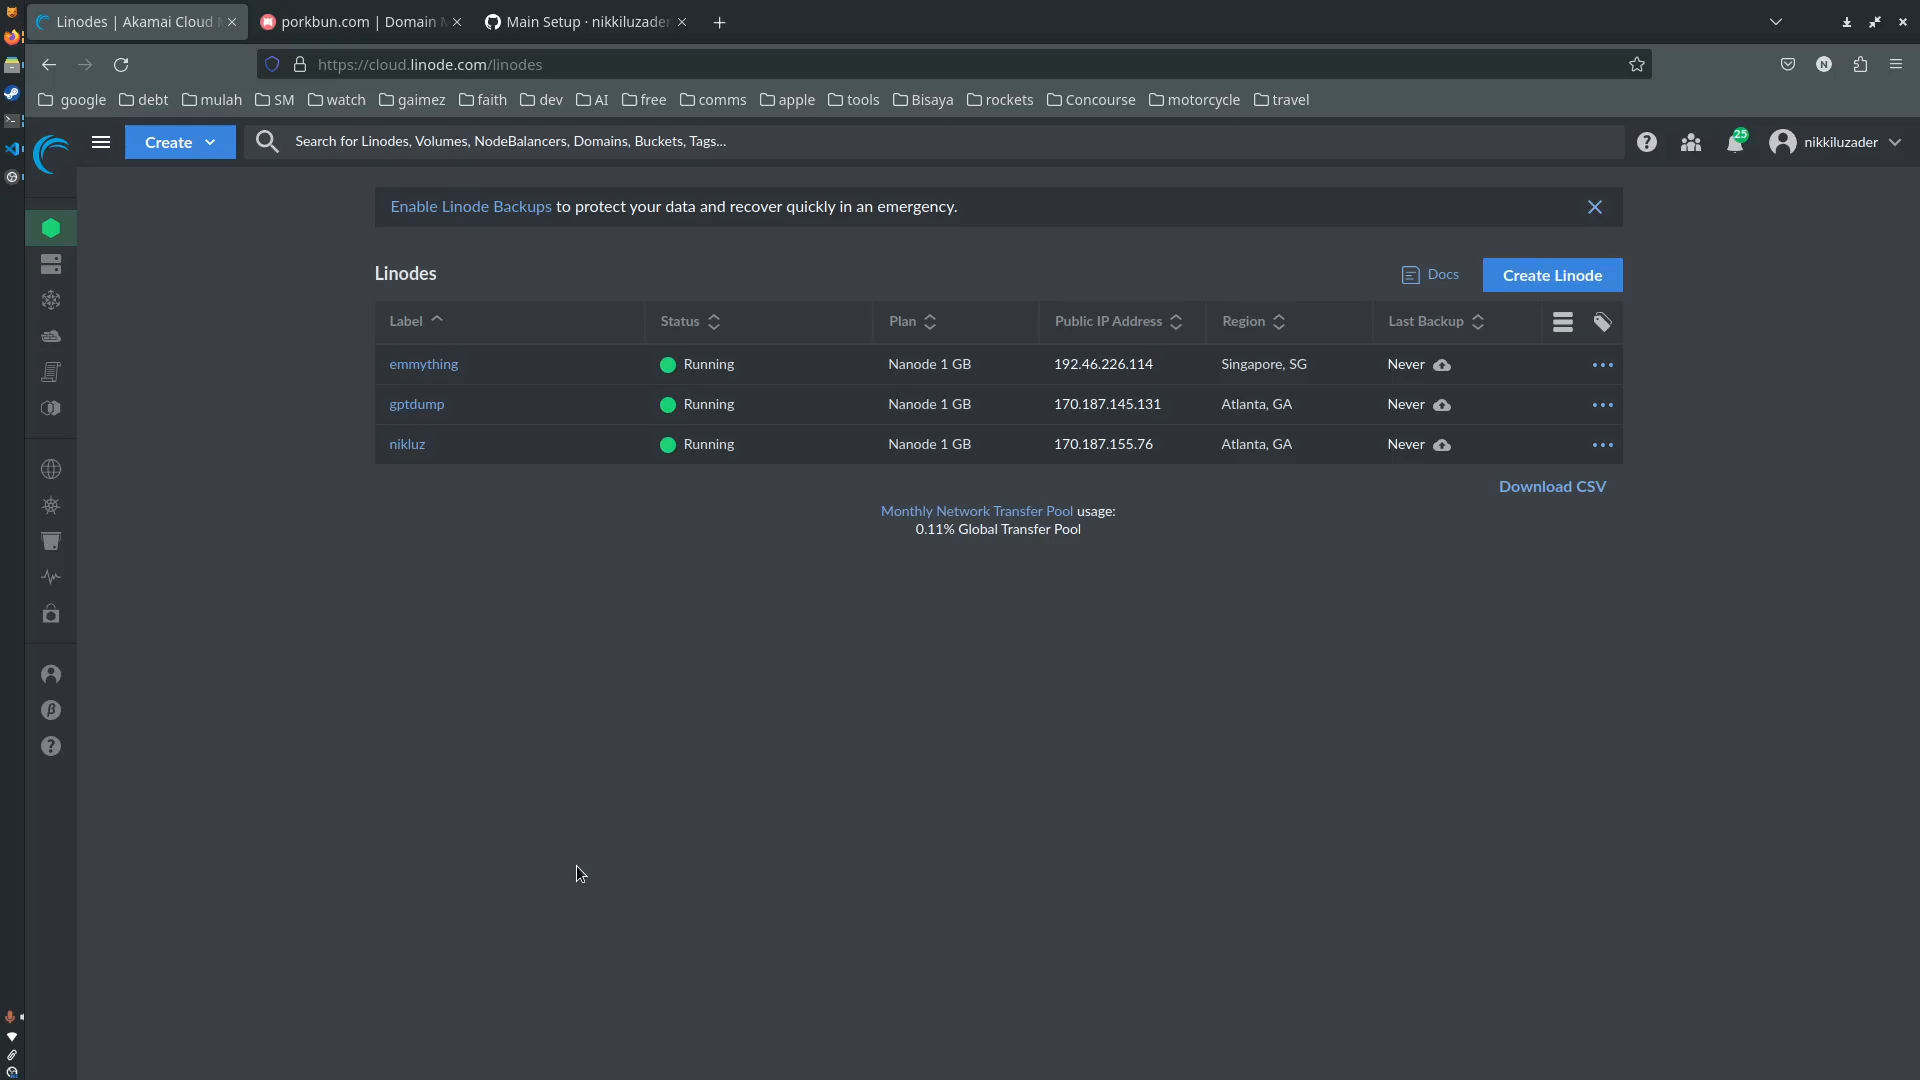 Linodes | Akamai Cloud
porkbun.com | Domain
Main Setup · nikkiluzader
https://cloud.linode.com/linodes
N
google debt mulah SM watch gaimez faith dev AI free comms apple tools Bisaya rockets Concourse motorcycle travel
Create
Search for Linodes, Volumes, NodeBalancers, Domains, Buckets, Tags...
25
nikkiluzader
Enable Linode Backups to protect your data and recover quickly in an emergency.
Linodes
Docs
Create Linode
Label Status Plan Public IP Address Region Last Backup
emmything Running Nanode 1 GB 192.46.226.114 Singapore, SG Never
gptdump Running Nanode 1 GB 170.187.145.131 Atlanta, GA Never
nikluz Running Nanode 1 GB 170.187.155.76 Atlanta, GA Never
Download CSV
Monthly Network Transfer Pool usage:
0.11% Global Transfer Pool
β